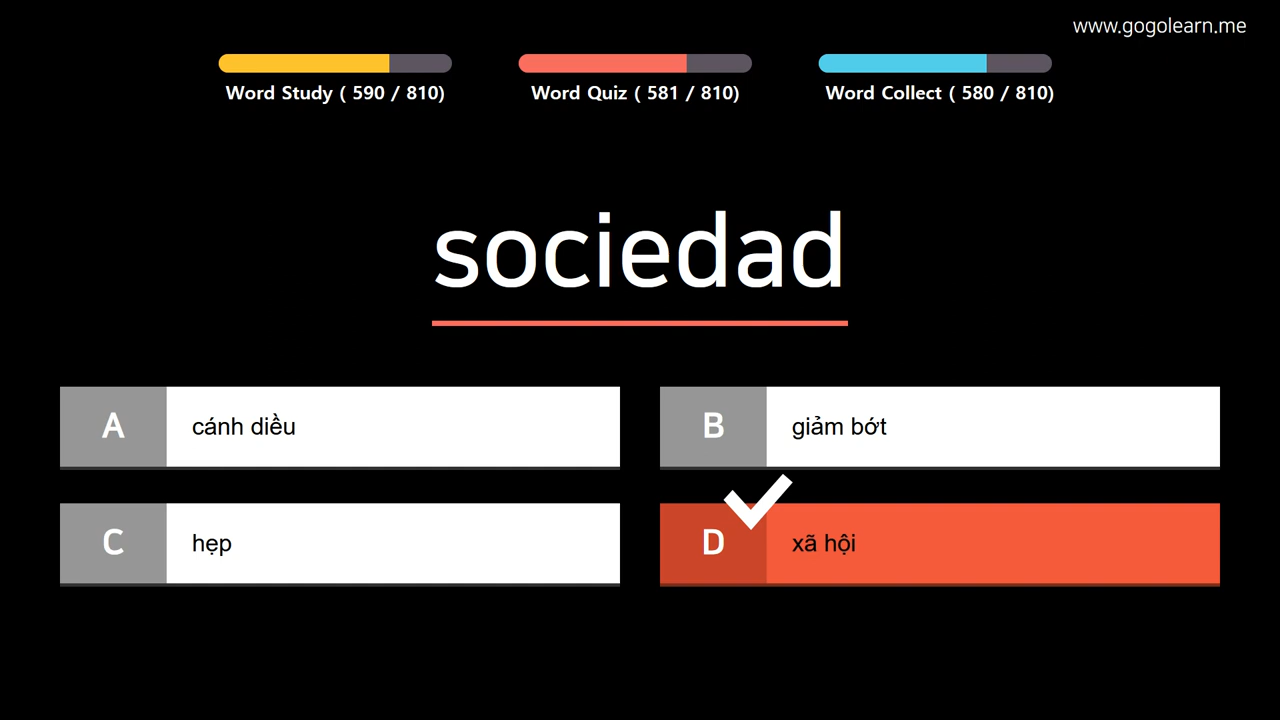 www.gogolearn.me
Word Study ( 590 / 810)
Word Quiz ( 581 / 810)
Word Collect ( 580 / 810)
sociedad
A
cánh diều
B
giảm bớt
C
hẹp
D
xã hội